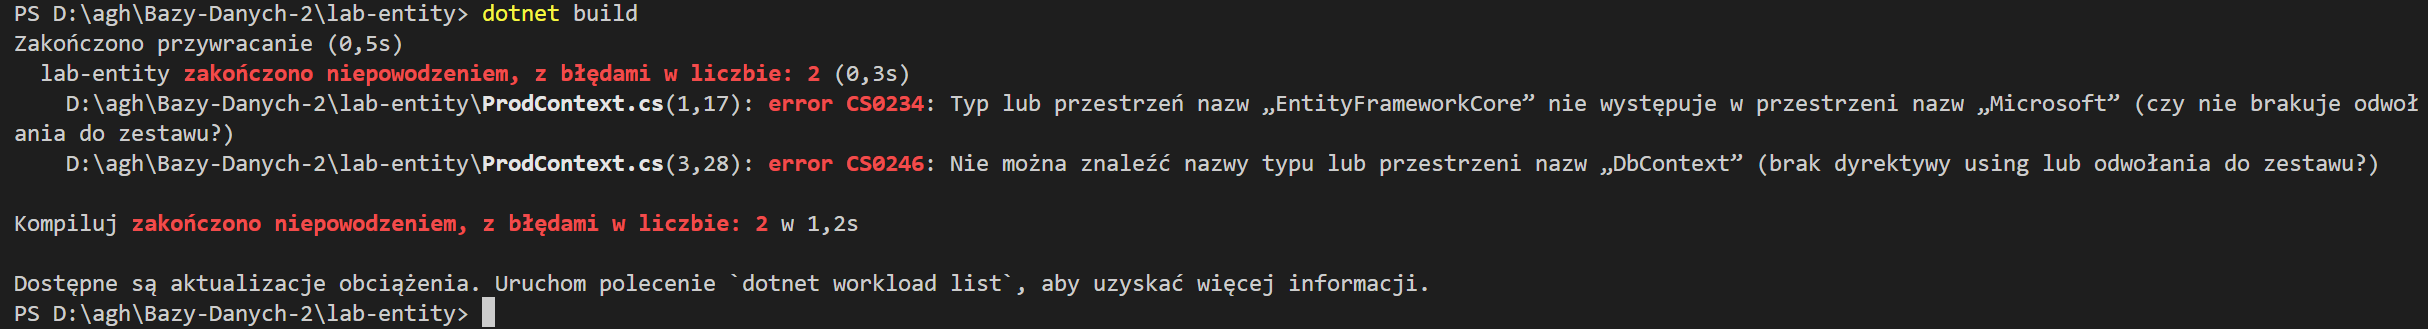 PS D:\agh\Bazy-Danych-2\lab-entity> dotnet build
Zakończono przywracanie (0,5s)
  lab-entity zakończono niepowodzeniem, z błędami w liczbie: 2 (0,3s)
    D:\agh\Bazy-Danych-2\lab-entity\ProdContext.cs(1,17): error CS0234: Typ lub przestrzeń nazw „EntityFrameworkCore” nie występuje w przestrzeni nazw „Microsoft” (czy nie brakuje odwoł
ania do zestawu?)
    D:\agh\Bazy-Danych-2\lab-entity\ProdContext.cs(3,28): error CS0246: Nie można znaleźć nazwy typu lub przestrzeni nazw „DbContext” (brak dyrektywy using lub odwołania do zestawu?)
Kompiluj zakończono niepowodzeniem, z błędami w liczbie: 2 w 1,2s
Dostępne są aktualizacje obciążenia. Uruchom polecenie `dotnet workload list`, aby uzyskać więcej informacji.
PS D:\agh\Bazy-Danych-2\lab-entity>